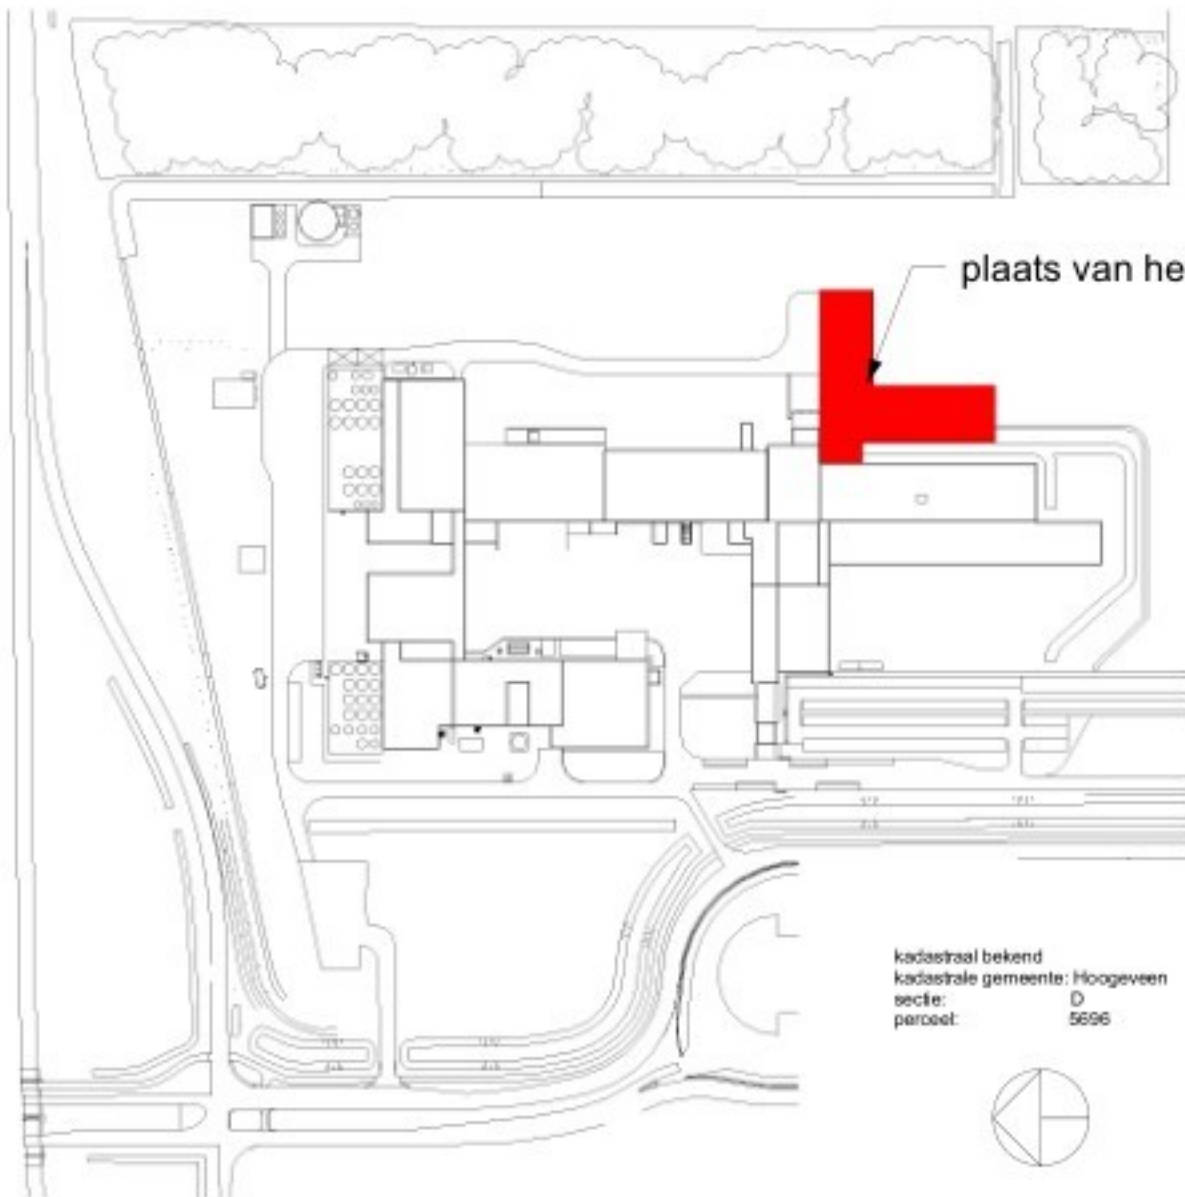 plaats van he
kadastraal bekend
kadastrale gemeente: Hoogeveen
sectie: D
perceel: 5696